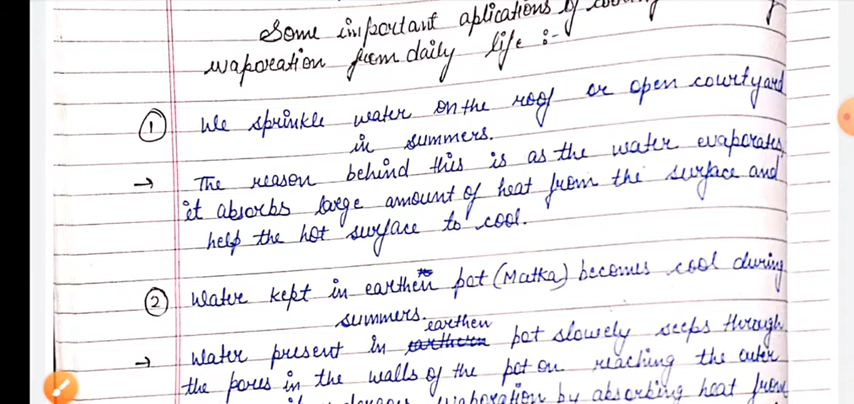 Some important aplications of cooling
evaporation from daily life :-
① We sprinkle water on the roof or open courtyard
in summers.
→ The reason behind this is as the water evaporates,
it absorbs large amount of heat from the surface and
help the hot surface to cool.
② Water kept in earthen pot (Matka) becomes cool during
summers.
earthen
→ Water present in earthern pot slowely seeps through
the pores in the walls of the pot on reaching the outer
evaporation by absorbing heat from